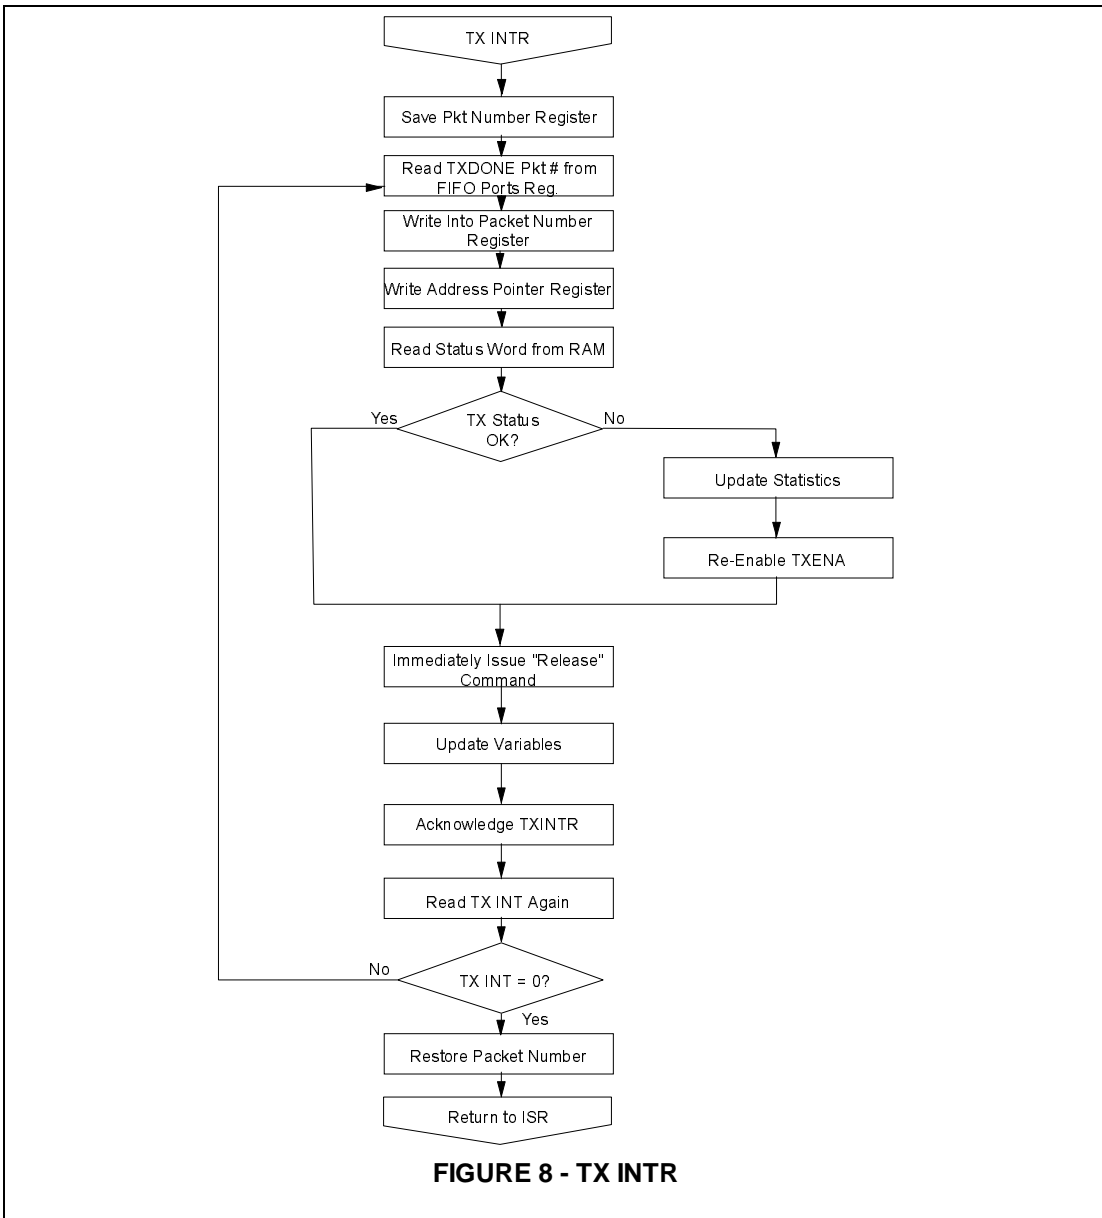 TX INTR
Save Pkt Number Register
Read TXDONE Pkt # from
FIFO Ports Reg.
Write Into Packet Number
Register
Write Address Pointer Register
Read Status Word from RAM
Yes
TX Status
OK?
No
Update Statistics
Re-Enable TXENA
Immediately Issue "Release"
Command
Update Variables
Acknowledge TXINTR
Read TX INT Again
No
TX INT = 0?
Yes
Restore Packet Number
Return to ISR
FIGURE 8 - TX INTR